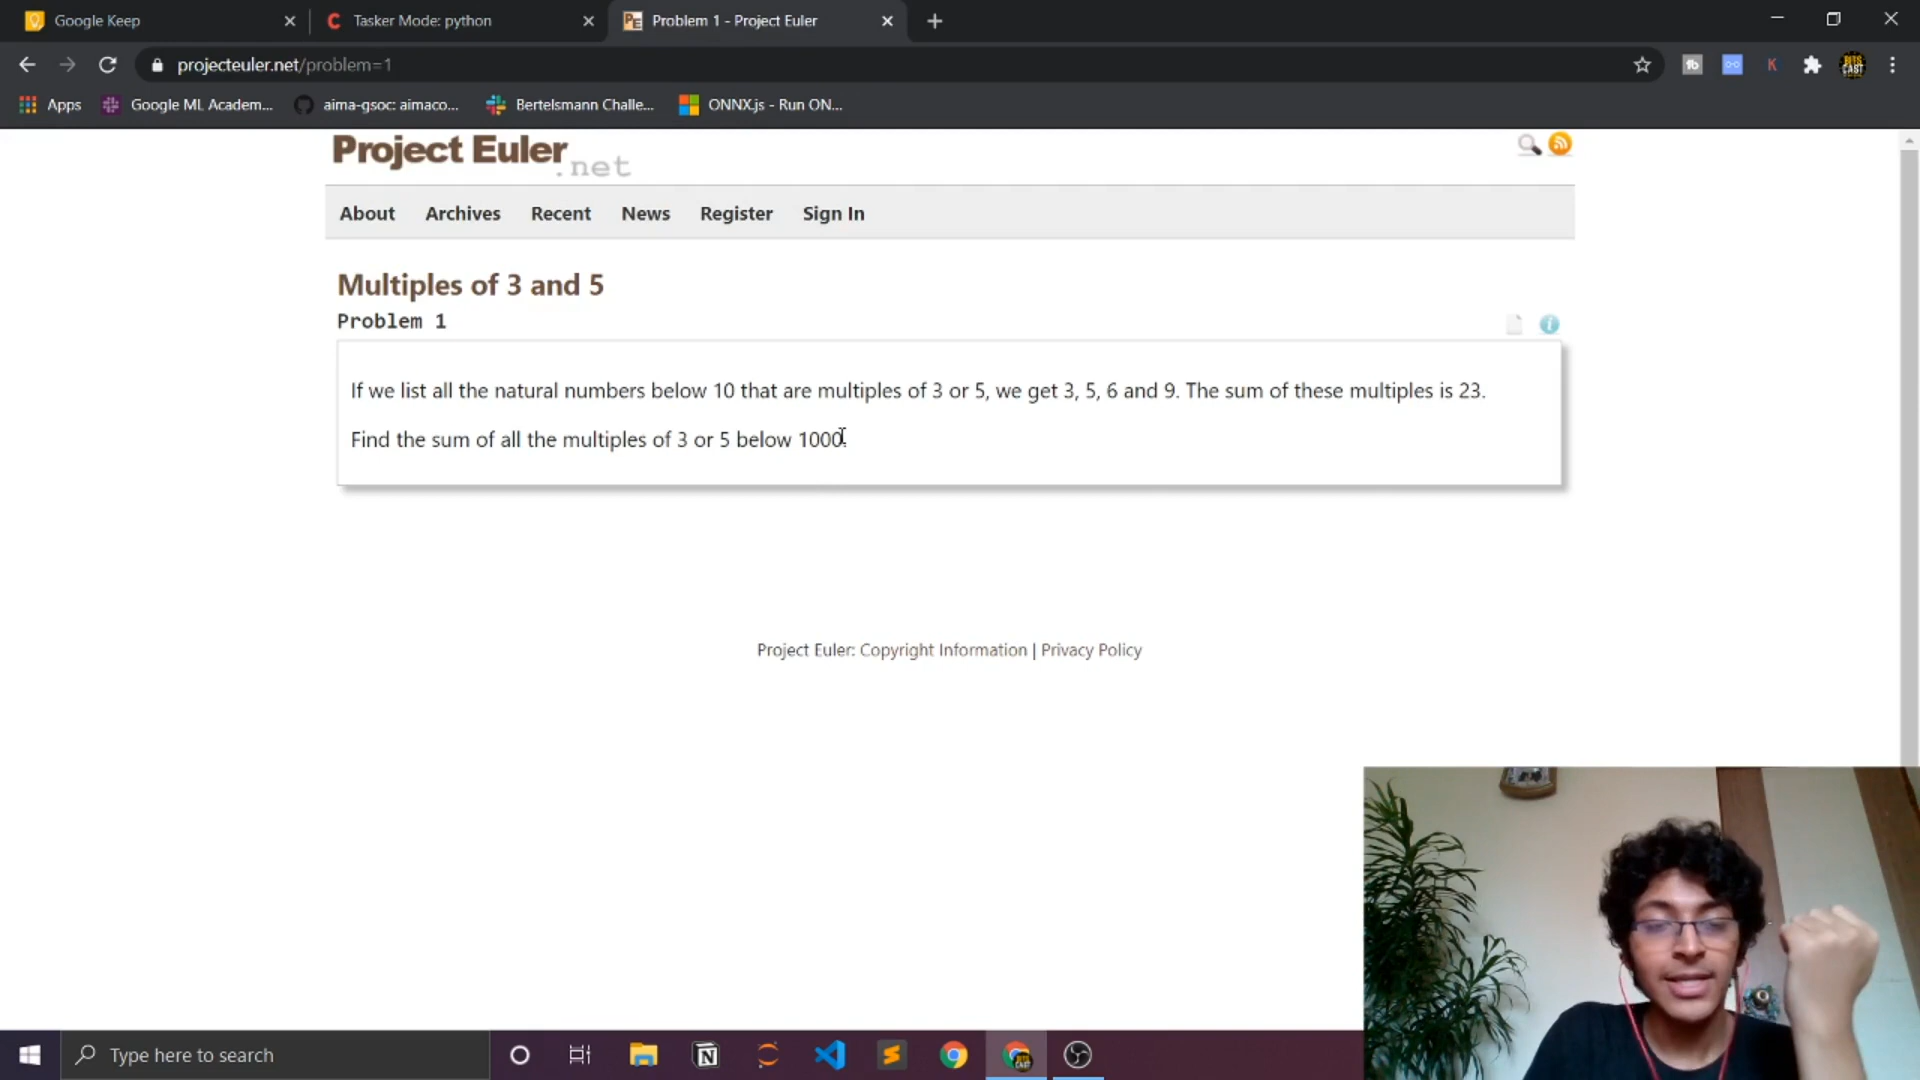 Google Keep
Tasker Mode: python
Problem 1 - Project Euler
projecteuler.net/problem=1
Apps
Google ML Academ...
aima-gsoc: aimaco...
Bertelsmann Challe...
ONNX.js - Run ON...
Project Euler
.net
About Archives Recent News Register Sign In
Multiples of 3 and 5
Problem 1
If we list all the natural numbers below 10 that are multiples of 3 or 5, we get 3, 5, 6 and 9. The sum of these multiples is 23.
Find the sum of all the multiples of 3 or 5 below 1000.
Project Euler: Copyright Information | Privacy Policy
Type here to search